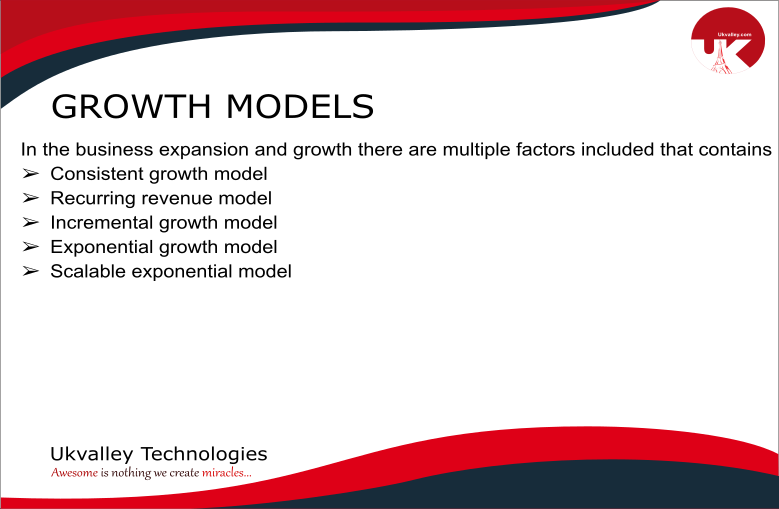 Ukvalley.com
UK
GROWTH MODELS
In the business expansion and growth there are multiple factors included that contains
➢ Consistent growth model
➢ Recurring revenue model
➢ Incremental growth model
➢ Exponential growth model
➢ Scalable exponential model
Ukvalley Technologies
Awesome is nothing we create miracles...